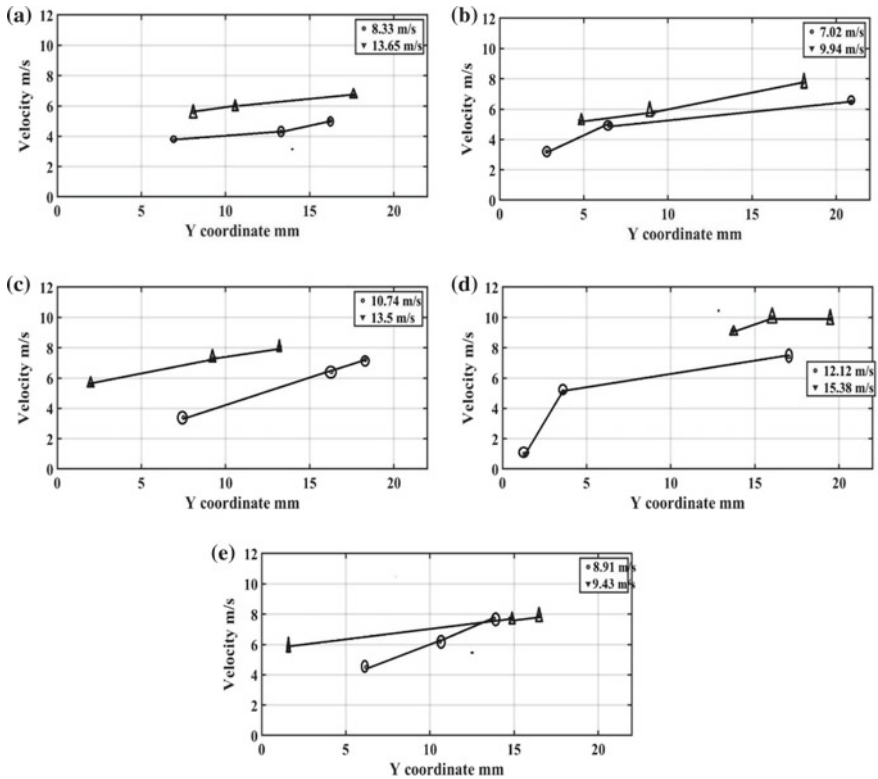 (a)
12
10
8
6
4
2
0
Velocity m/s
0 5 10 15 20
Y coordinate mm
8.33 m/s
13.65 m/s
(b)
12
10
8
6
4
2
0
Velocity m/s
0 5 10 15 20
Y coordinate mm
7.02 m/s
9.94 m/s
(c)
12
10
8
6
4
2
0
Velocity m/s
0 5 10 15 20
Y coordinate mm
10.74 m/s
13.5 m/s
(d)
12
10
8
6
4
2
0
Velocity m/s
0 5 10 15 20
Y coordinate mm
12.12 m/s
15.38 m/s
(e)
12
10
8
6
4
2
0
Velocity m/s
0 5 10 15 20
Y coordinate mm
8.91 m/s
9.43 m/s